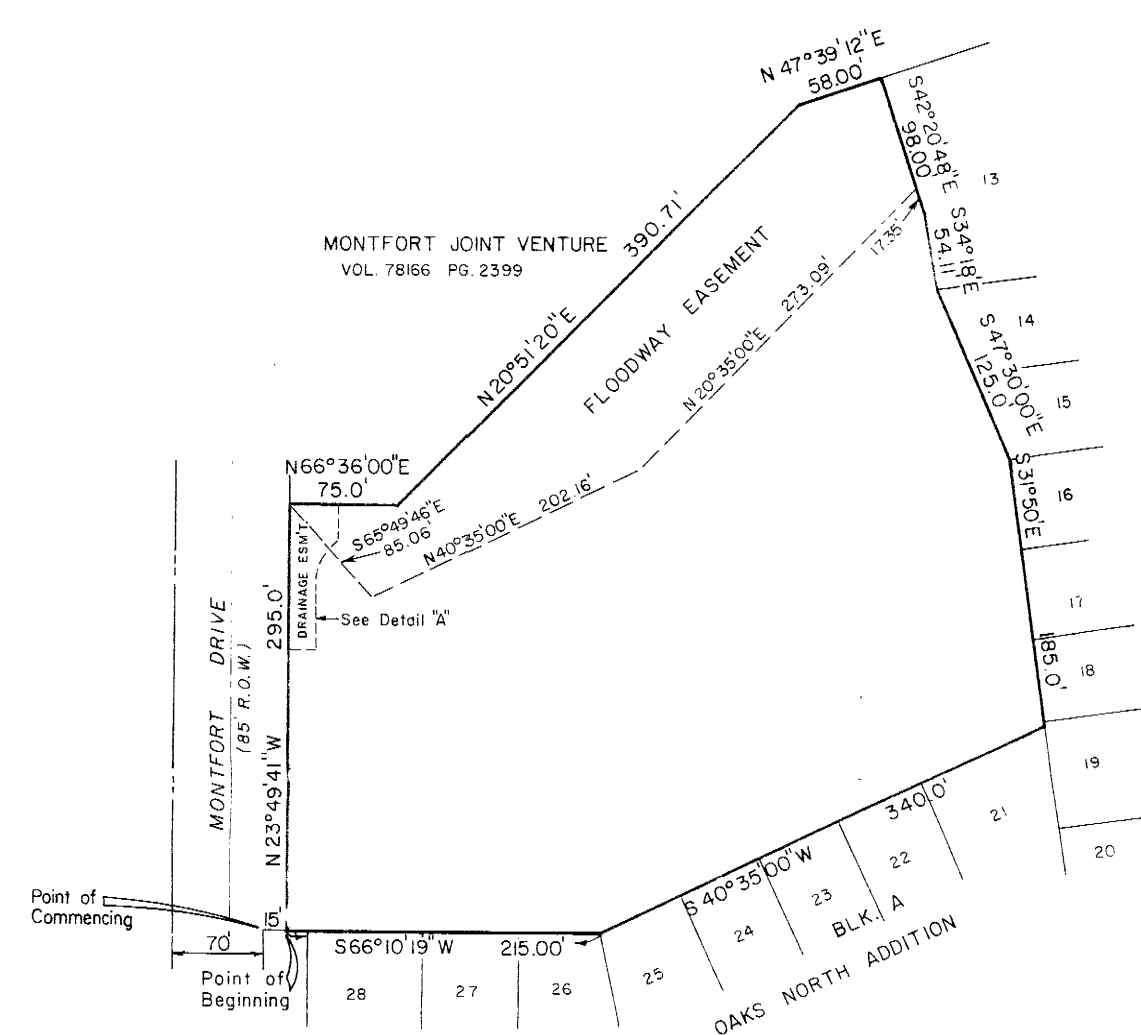 N 47°39'12"E
58.00'
S42°20'48"E
98.00'
13
S34°18'E
54.11'
17.35'
MONTFORT JOINT VENTURE
VOL. 78166 PG. 2399
390.71'
N20°51'20"E
FLOODWAY EASEMENT
N 20°35'00"E 273.09'
14
S47°30'00"E
125.0'
15
S31°50'E
185.0'
16
17
18
19
20
N66°36'00"E
75.0'
S65°49'46"E
85.06'
N40°35'00"E 202.16'
DRAINAGE ESM'T.
See Detail "A"
295.0'
N 23°49'41"W
MONTFORT DRIVE
(85' R.O.W.)
Point of
Commencing
15'
70'
Point of
Beginning
S66°10'19"W 215.00'
S 40°35'00"W
340.0'
28
27
26
25
24
23
22
21
BLK. A
OAKS NORTH ADDITION